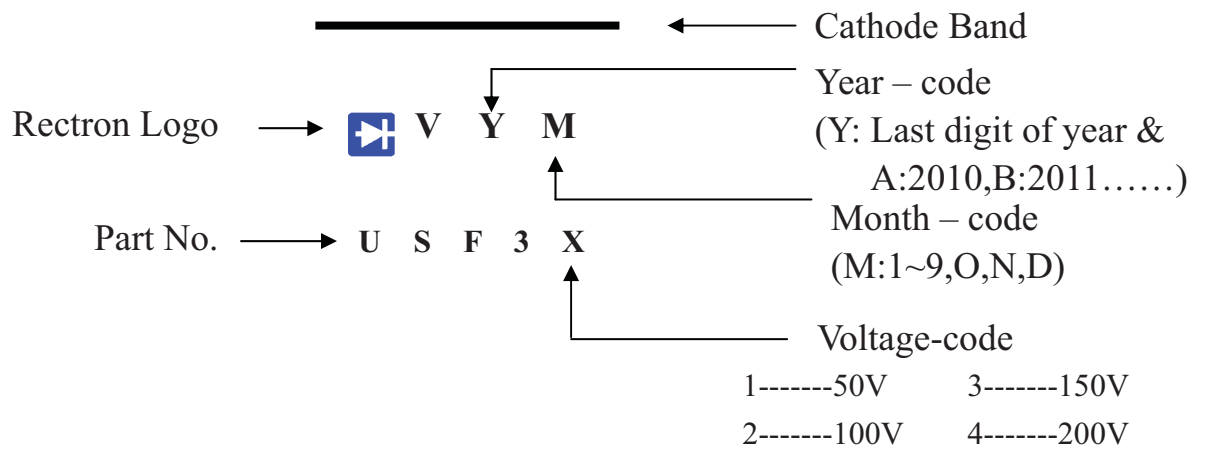 Cathode Band
Year – code
Rectron Logo V Y M (Y: Last digit of year &
A:2010,B:2011……)
Month – code
Part No. U S F 3 X
(M:1~9,O,N,D)
Voltage-code
1-------50V 3-------150V
2-------100V 4-------200V